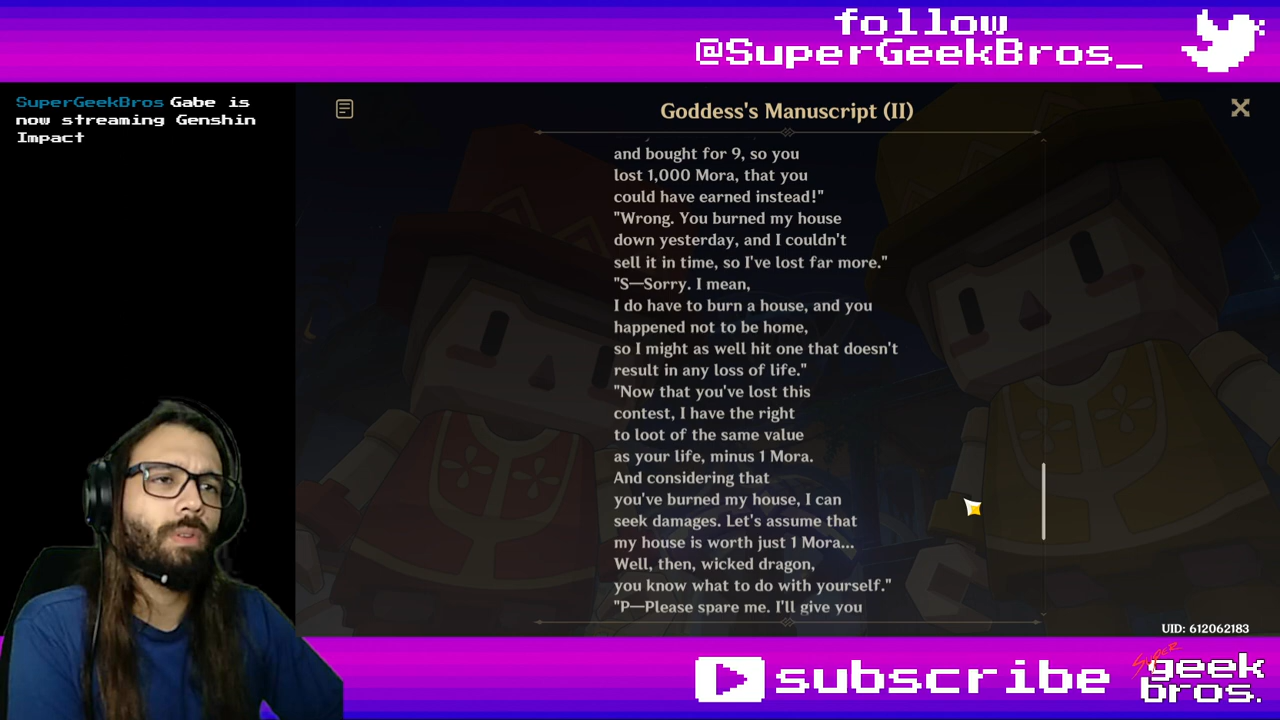 follow
@SuperGeekBros_
SuperGeekBros Gabe is
now streaming Genshin
Impact
Goddess's Manuscript (II)
and bought for 9, so you
lost 1,000 Mora, that you
could have earned instead!"
"Wrong. You burned my house
down yesterday, and I couldn't
sell it in time, so I've lost far more."
"S—Sorry. I mean,
I do have to burn a house, and you
happened not to be home,
so I might as well hit one that doesn't
result in any loss of life."
"Now that you've lost this
contest, I have the right
to loot of the same value
as your life, minus 1 Mora.
And considering that
you've burned my house, I can
seek damages. Let's assume that
my house is worth just 1 Mora...
Well, then, wicked dragon,
you know what to do with yourself."
"P—Please spare me. I'll give you
UID: 612062183
subscribe
Super
geek
bros.